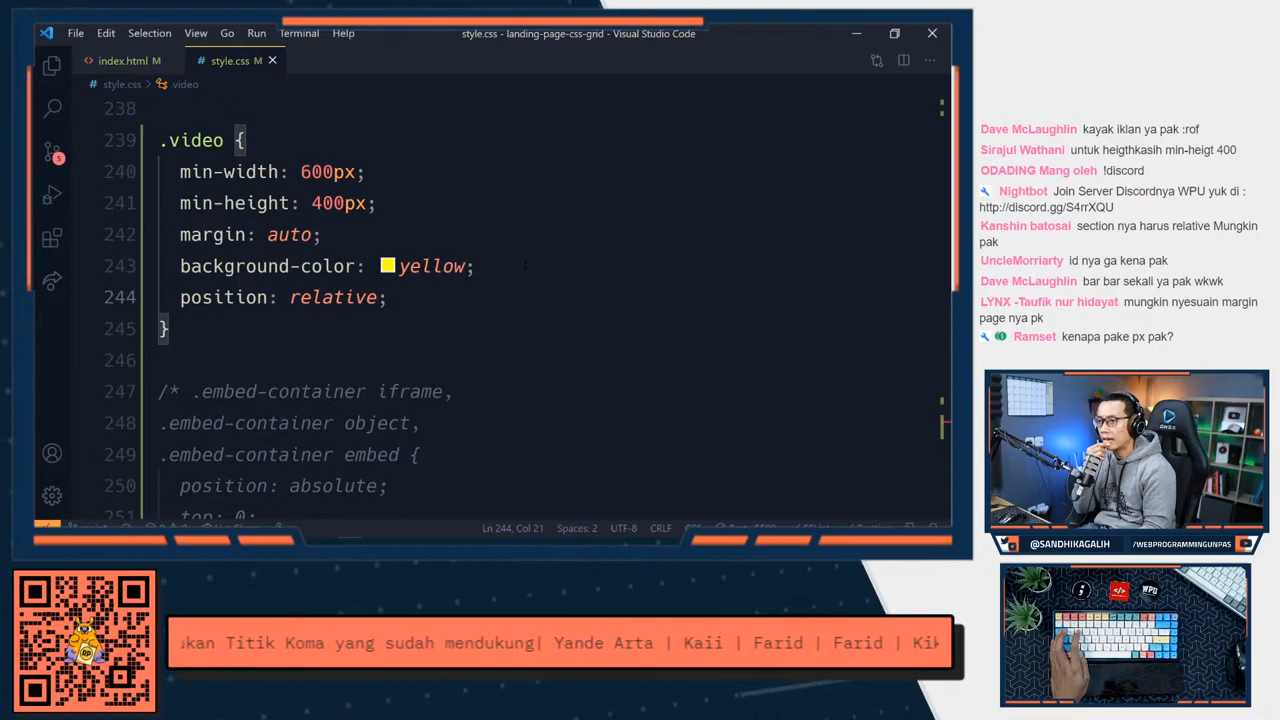 File Edit Selection View Go Run Terminal Help
style.css - landing-page-css-grid - Visual Studio Code
index.html M
style.css M
style.css > .video
238
239 .video {
240 min-width: 600px;
241 min-height: 400px;
242 margin: auto;
243 background-color: yellow;
244 position: relative;
245 }
246
247 /* .embed-container iframe,
248 .embed-container object,
249 .embed-container embed {
250 position: absolute;
251 top: 0;
5
Ln 244, Col 21 Spaces: 2 UTF-8 CRLF
Dave McLaughlin kayak iklan ya pak :rof
Sirajul Wathani untuk heigthkasih min-heigt 400
ODADING Mang oleh !discord
Nightbot Join Server Discordnya WPU yuk di :
http://discord.gg/S4rrXQU
Kanshin batosai section nya harus relative Mungkin
pak
UncleMorriarty id nya ga kena pak
Dave McLaughlin bar bar sekali ya pak wkwk
LYNX -Taufik nur hidayat mungkin nyesuain margin
page nya pk
Ramset kenapa pake px pak?
@SANDHIKAGALIH /WEBPROGRAMMINGUNPAS
; </> WPU
ukan Titik Koma yang sudah mendukung| Yande Arta | Kaii | Farid | Farid | Kik